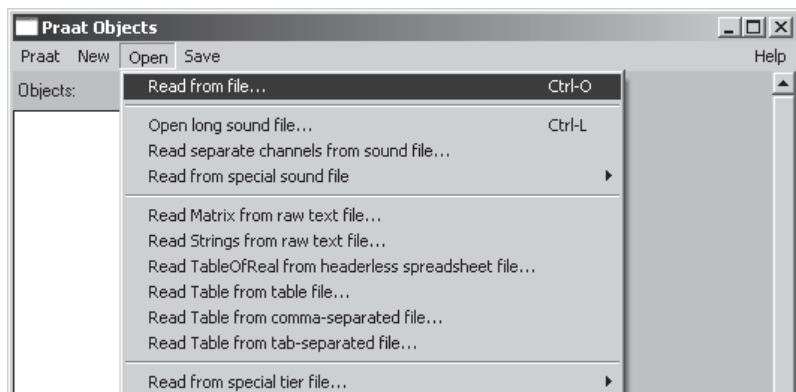 Praat Objects
Praat New Open Save Help
Objects:
Read from file... Ctrl-O
Open long sound file... Ctrl-L
Read separate channels from sound file...
Read from special sound file
Read Matrix from raw text file...
Read Strings from raw text file...
Read TableOfReal from headerless spreadsheet file...
Read Table from table file...
Read Table from comma-separated file...
Read Table from tab-separated file...
Read from special tier file...